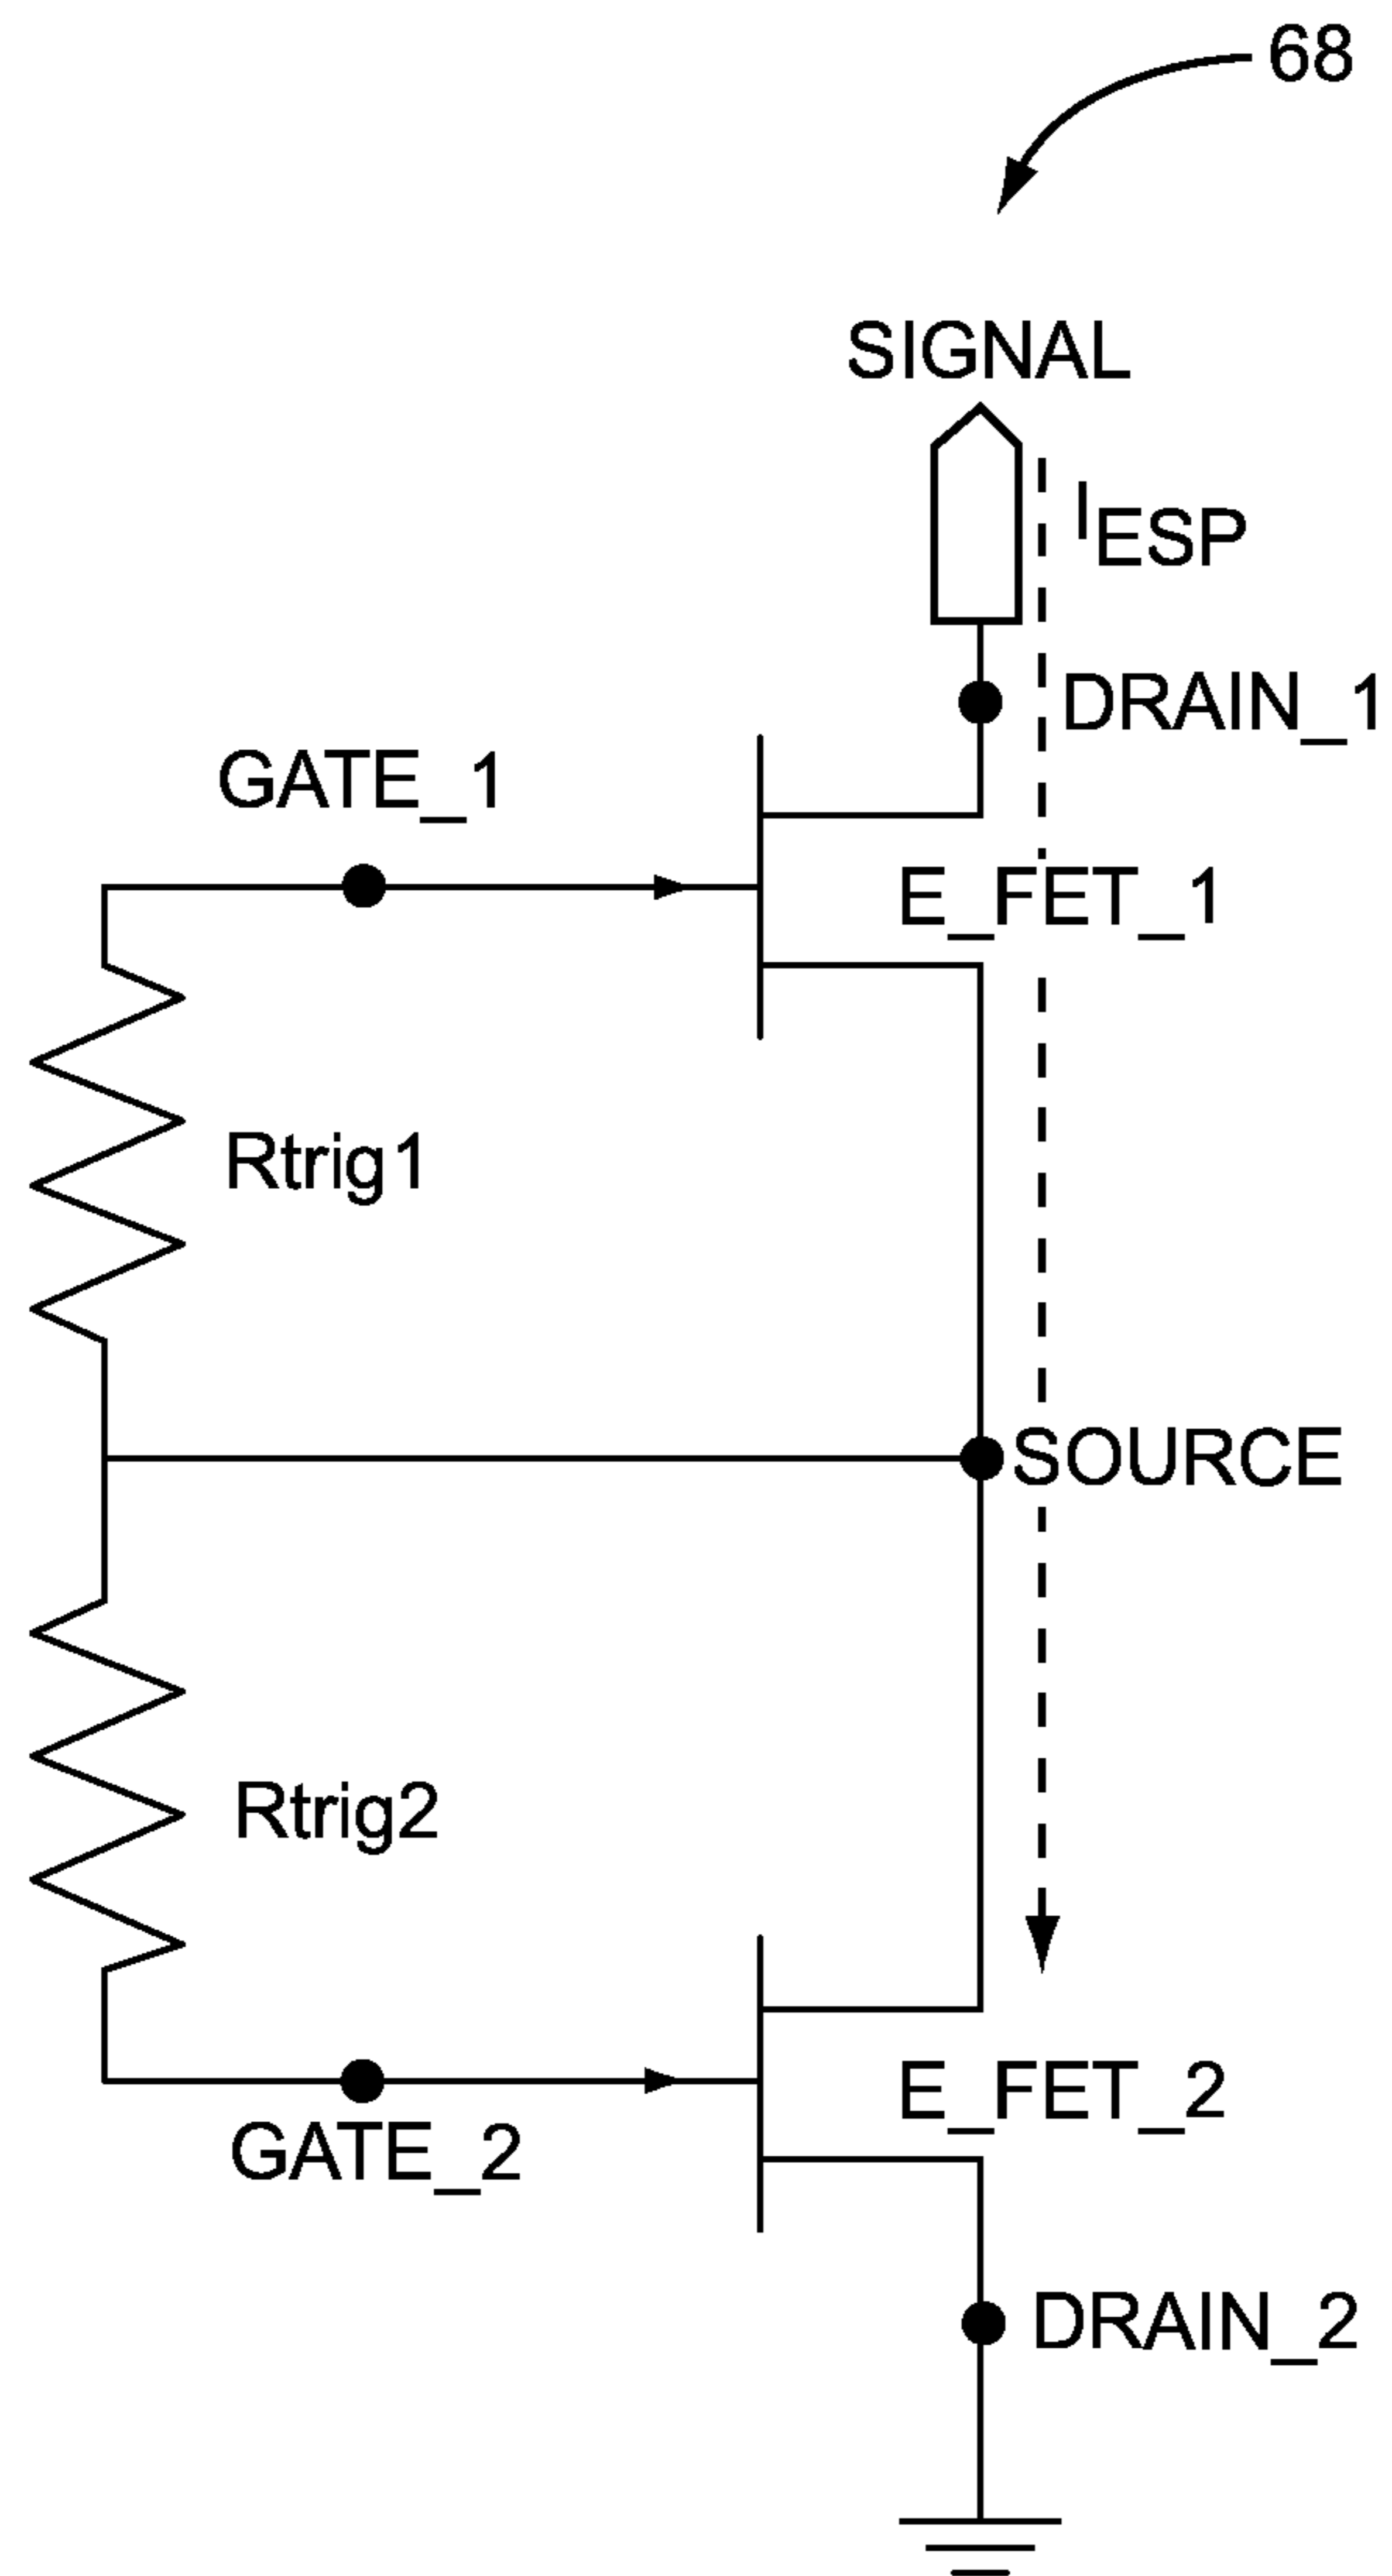 68
SIGNAL
IESP
DRAIN_1
GATE_1
E_FET_1
Rtrig1
SOURCE
Rtrig2
E_FET_2
GATE_2
DRAIN_2